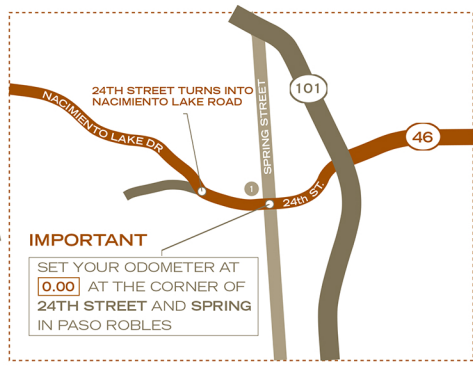 24TH STREET TURNS INTO
NACIMIENTO LAKE ROAD
NACIMIENTO LAKE DR
SPRING STREET
101
46
1
24th ST.
IMPORTANT
SET YOUR ODOMETER AT
0.00 AT THE CORNER OF
24TH STREET AND SPRING
IN PASO ROBLES